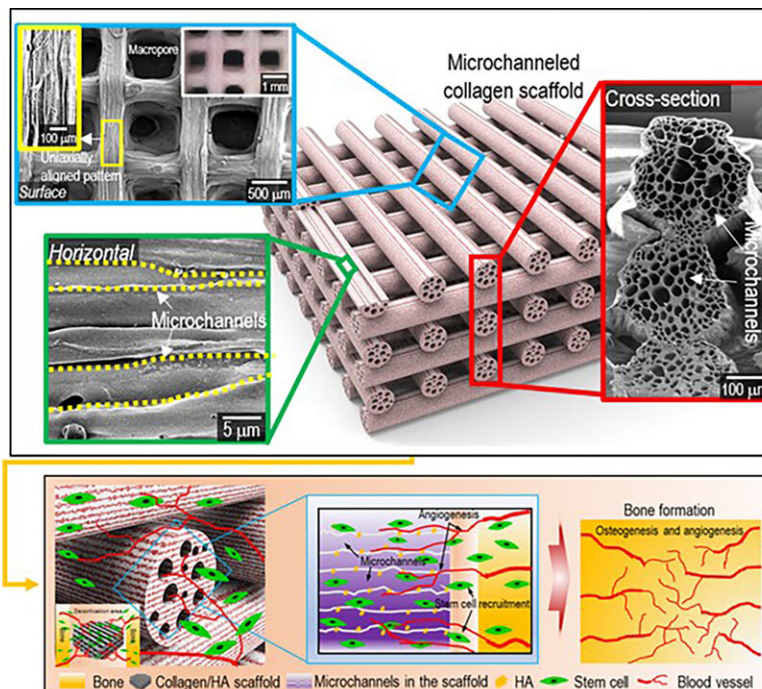 Macropore
1 mm
100 μm
Uniaxially
aligned pattern
Surface
500 μm
Microchanneled
collagen scaffold
Cross-section
Microchannels
100 μm
Horizontal
Microchannels
5 μm
Bone formation
Angiogenesis
Osteogenesis and angiogenesis
Microchannels
Stem cell
recruitment
Bone
Bone
Bone
Collagen/HA scaffold
Microchannels in the scaffold
HA
Stem cell
Blood vessel